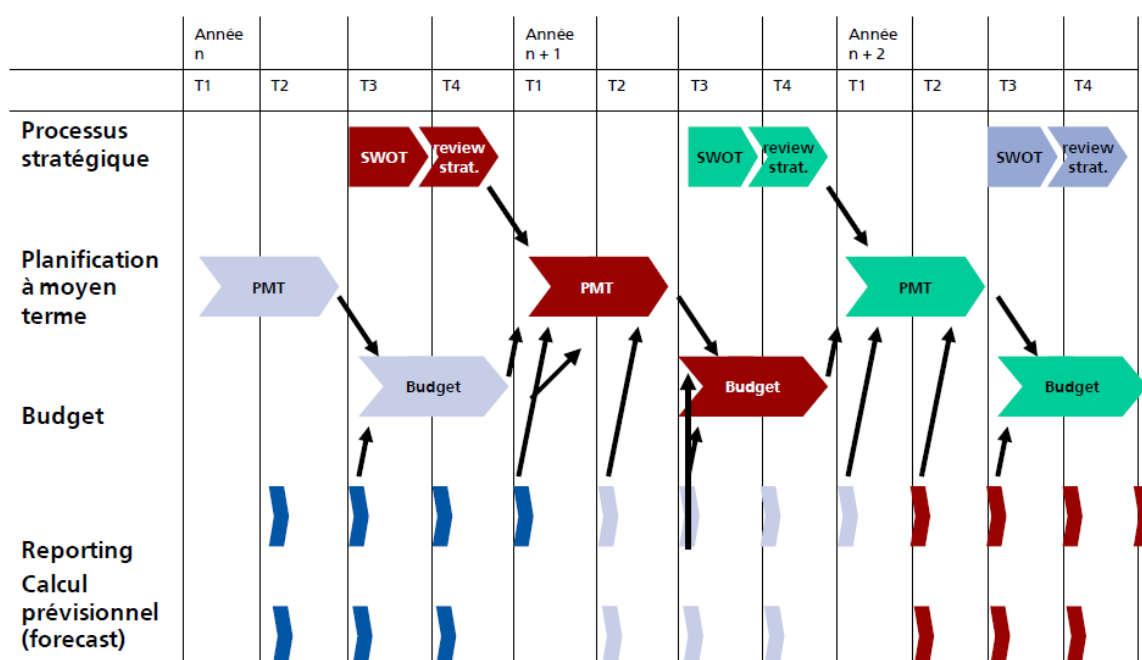 Année
n
Année
n + 1
Année
n + 2
T1 T2 T3 T4 T1 T2 T3 T4 T1 T2 T3 T4
Processus
stratégique
SWOT
review
strat.
SWOT
review
strat.
SWOT
review
strat.
Planification
à moyen
terme
PMT
PMT
PMT
Budget
Budget
Budget
Budget
Reporting
Calcul
prévisionnel
(forecast)